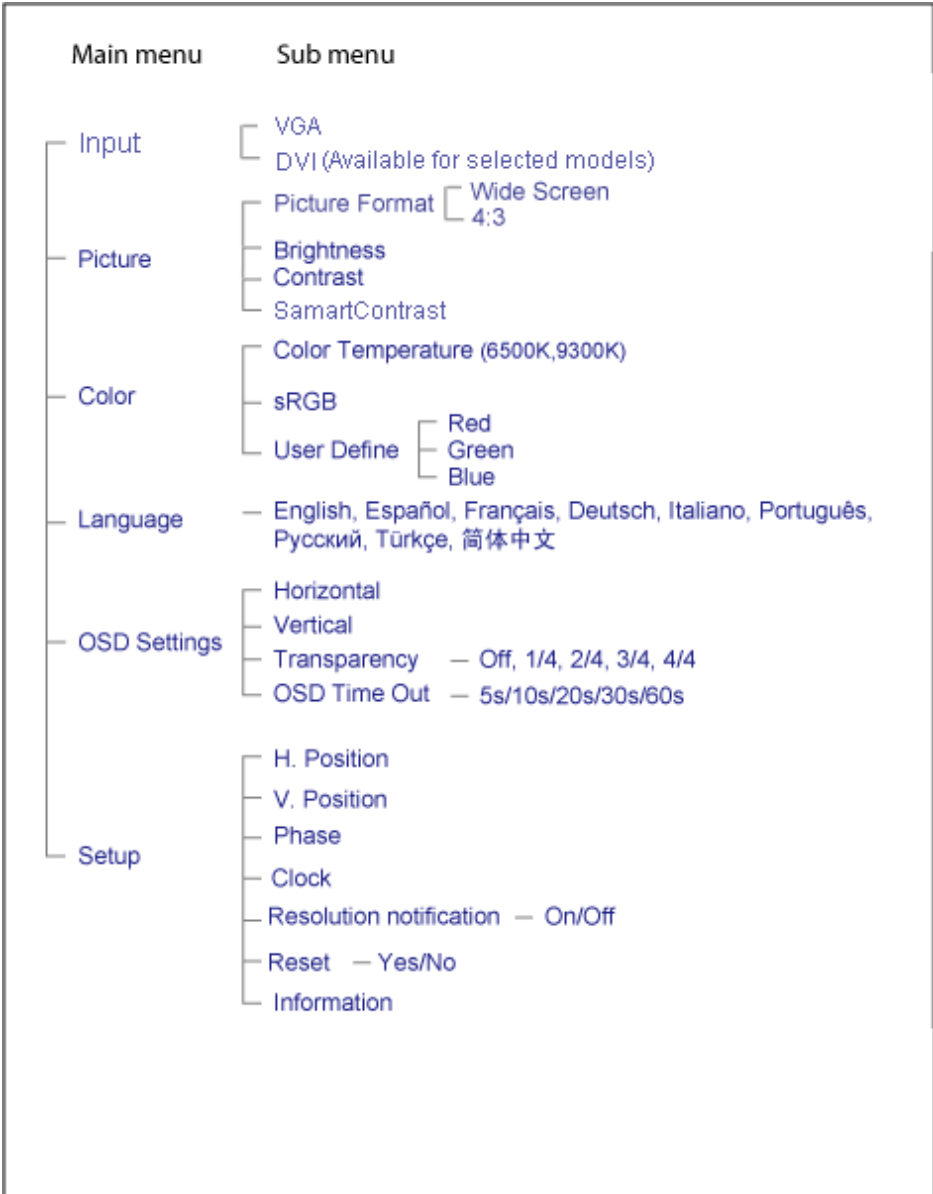 Main menu Sub menu
Input
VGA
DVI (Available for selected models)
Picture
Picture Format
Wide Screen
4:3
Brightness
Contrast
SamartContrast
Color
Color Temperature (6500K,9300K)
sRGB
User Define
Red
Green
Blue
Language
English, Español, Français, Deutsch, Italiano, Português,
Русский, Türkçe, 简体中文
OSD Settings
Horizontal
Vertical
Transparency — Off, 1/4, 2/4, 3/4, 4/4
OSD Time Out — 5s/10s/20s/30s/60s
Setup
H. Position
V. Position
Phase
Clock
Resolution notification — On/Off
Reset — Yes/No
Information